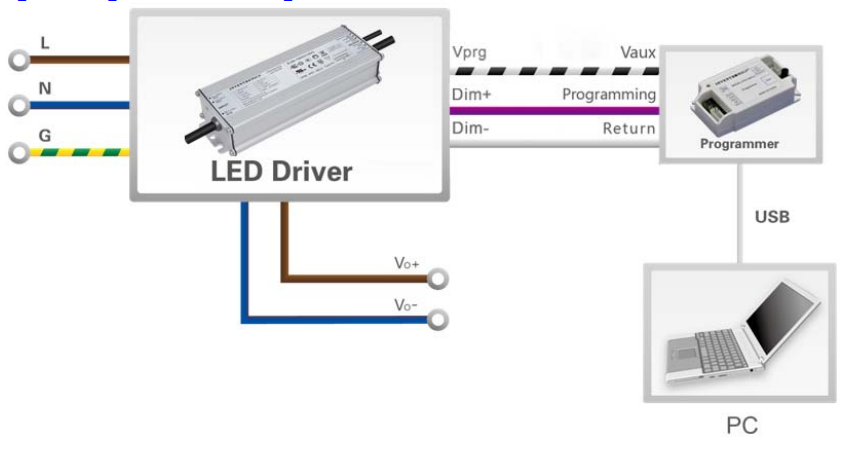 L
N
G
LED Driver
Vprg
Vaux
Dim+
Programming
Dim-
Return
Programmer
USB
Vo+
Vo-
PC